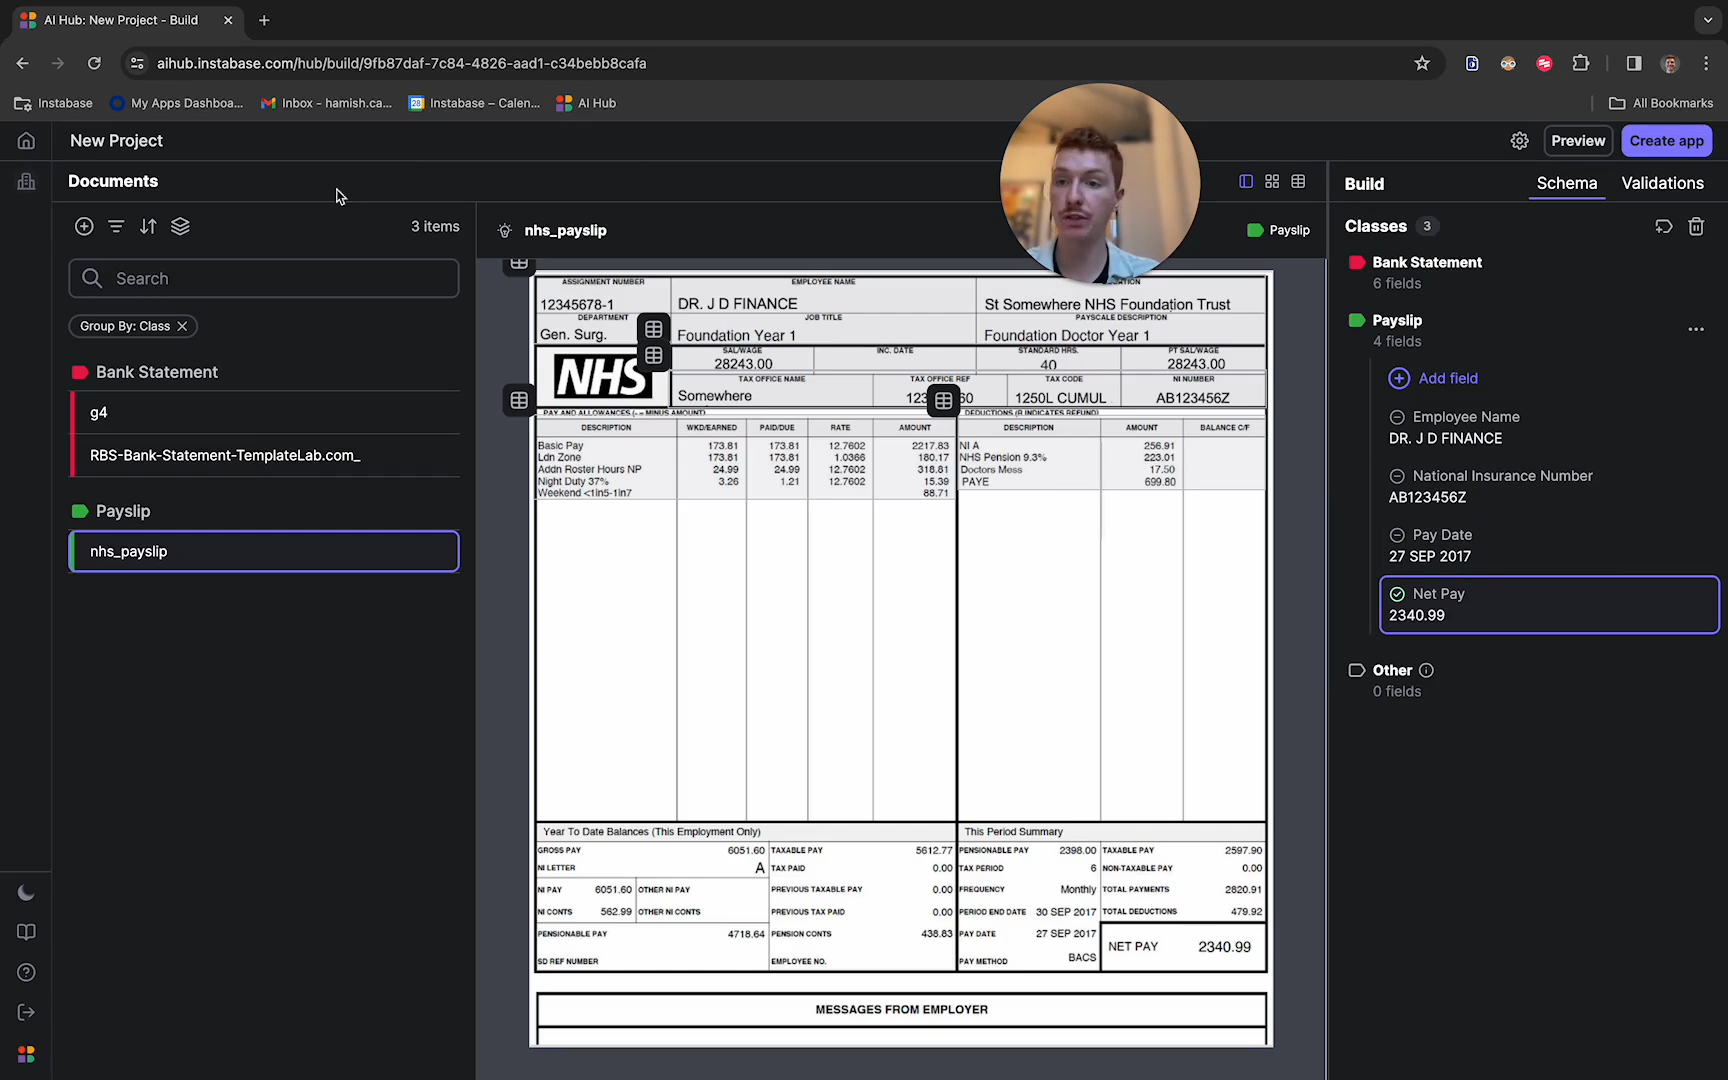 AI Hub: New Project - Build
aihub.instabase.com/hub/build/9fb87daf-7c84-4826-aad1-c34bebb8cafa
Instabase
My Apps Dashboa...
Inbox - hamish.ca...
28
Instabase – Calen...
AI Hub
All Bookmarks
New Project
Preview
Create app
Documents
3 items
Search
Group By: Class
Bank Statement
g4
RBS-Bank-Statement-TemplateLab.com_
Payslip
nhs_payslip
nhs_payslip
Payslip
ASSIGNMENT NUMBER EMPLOYEE NAME
12345678-1 DR. J D FINANCE St Somewhere NHS Foundation Trust
DEPARTMENT JOB TITLE PAYSCALE DESCRIPTION
Gen. Surg. Foundation Year 1 Foundation Doctor Year 1
SAL/WAGE INC. DATE STANDARD HRS. PT SAL/WAGE
28243.00 40 28243.00
NHS
TAX OFFICE NAME TAX OFFICE REF TAX CODE NI NUMBER
Somewhere 1250L CUMUL AB123456Z
PAY AND ALLOWANCES (- = MINUS AMOUNT) DEDUCTIONS (R INDICATES REFUND)
DESCRIPTION WKD/EARNED PAID/DUE RATE AMOUNT DESCRIPTION AMOUNT BALANCE C/F
Basic Pay 173.81 173.81 12.7602 2217.83 NI A 256.91
Ldn Zone 173.81 173.81 1.0366 180.17 NHS Pension 9.3% 223.01
Addn Roster Hours NP 24.99 24.99 12.7602 318.81 Doctors Mess 17.50
Night Duty 37% 3.26 1.21 12.7602 15.39 PAYE 699.80
Weekend <1in5-1in7 88.71
Year To Date Balances (This Employment Only) This Period Summary
GROSS PAY 6051.60 TAXABLE PAY 5612.77 PENSIONABLE PAY 2398.00 TAXABLE PAY 2597.90
NI LETTER A TAX PAID 0.00 TAX PERIOD 6 NON-TAXABLE PAY 0.00
NI PAY 6051.60 OTHER NI PAY PREVIOUS TAXABLE PAY 0.00 FREQUENCY Monthly TOTAL PAYMENTS 2820.91
NI CONTS 562.99 OTHER NI CONTS PREVIOUS TAX PAID 0.00 PERIOD END DATE 30 SEP 2017 TOTAL DEDUCTIONS 479.92
PENSIONABLE PAY 4718.64 PENSION CONTS 438.83 PAY DATE 27 SEP 2017
NET PAY 2340.99
SD REF NUMBER EMPLOYEE NO. PAY METHOD BACS
MESSAGES FROM EMPLOYER
Build
Schema
Validations
Classes 3
Bank Statement
6 fields
Payslip
4 fields
Add field
Employee Name
DR. J D FINANCE
National Insurance Number
AB123456Z
Pay Date
27 SEP 2017
Net Pay
2340.99
Other
0 fields